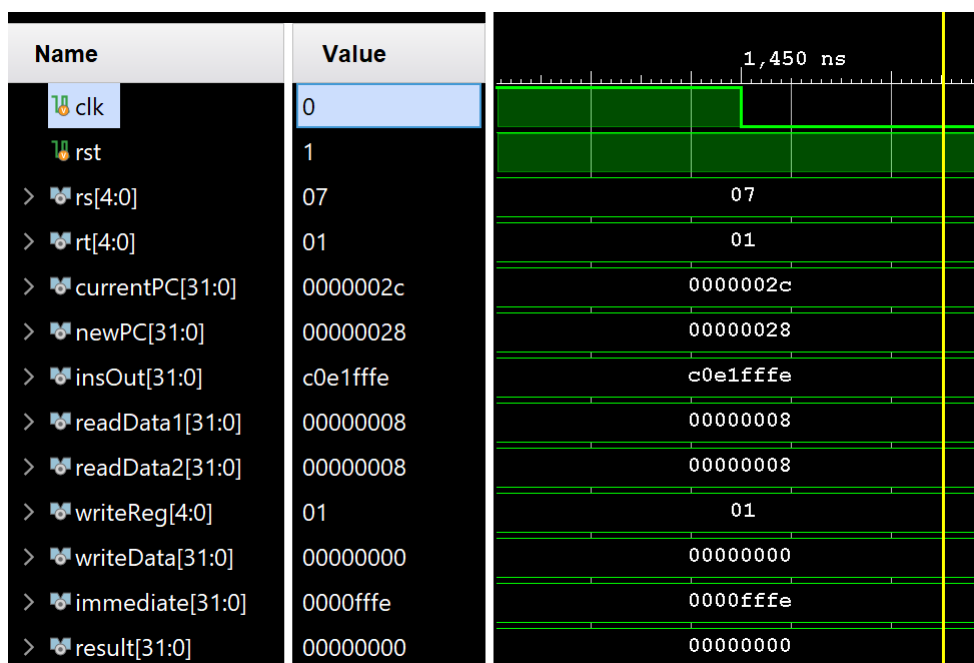 Name Value
1,450 ns
clk 0
rst 1
rs[4:0] 07 07
rt[4:0] 01 01
currentPC[31:0] 0000002c 0000002c
newPC[31:0] 00000028 00000028
insOut[31:0] c0e1fffe c0e1fffe
readData1[31:0] 00000008 00000008
readData2[31:0] 00000008 00000008
writeReg[4:0] 01 01
writeData[31:0] 00000000 00000000
immediate[31:0] 0000fffe 0000fffe
result[31:0] 00000000 00000000